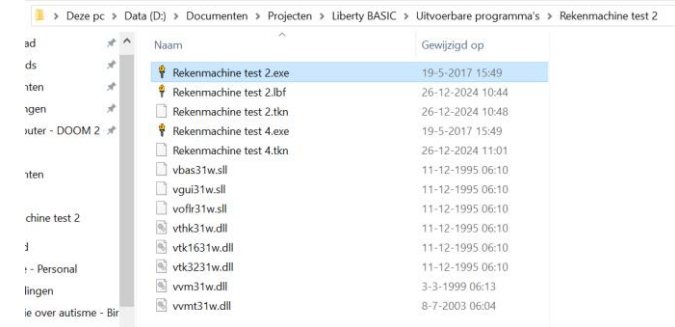 > Deze pc > Data (D:) > Documenten > Projecten > Liberty BASIC > Uitvoerbare programma's > Rekenmachine test 2
ad
ds
nten
ngen
outer - DOOM 2
nten
chine test 2
d
e - Personal
lingen
ie over autisme - Bir
Naam Gewijzigd op
Rekenmachine test 2.exe 19-5-2017 15:49
Rekenmachine test 2.lbf 26-12-2024 10:44
Rekenmachine test 2.tkn 26-12-2024 10:48
Rekenmachine test 4.exe 19-5-2017 15:49
Rekenmachine test 4.tkn 26-12-2024 11:01
vbas31w.sll 11-12-1995 06:10
vgui31w.sll 11-12-1995 06:10
voflr31w.sll 11-12-1995 06:10
vthk31w.dll 11-12-1995 06:10
vtk1631w.dll 11-12-1995 06:10
vtk3231w.dll 11-12-1995 06:10
vvm31w.dll 3-3-1999 06:13
vvmt31w.dll 8-7-2003 06:04